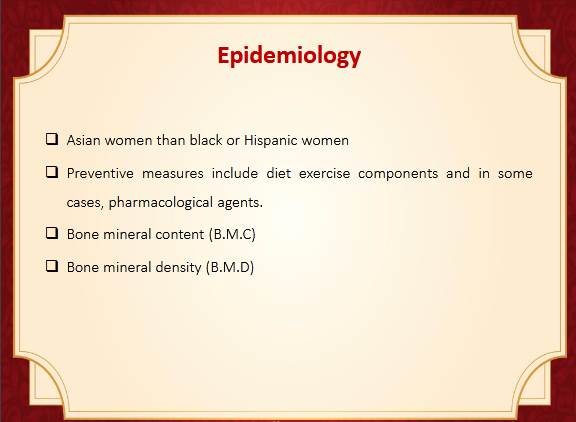 Epidemiology
Asian women than black or Hispanic women
Preventive measures include diet exercise components and in some
cases, pharmacological agents.
Bone mineral content (B.M.C)
Bone mineral density (B.M.D)